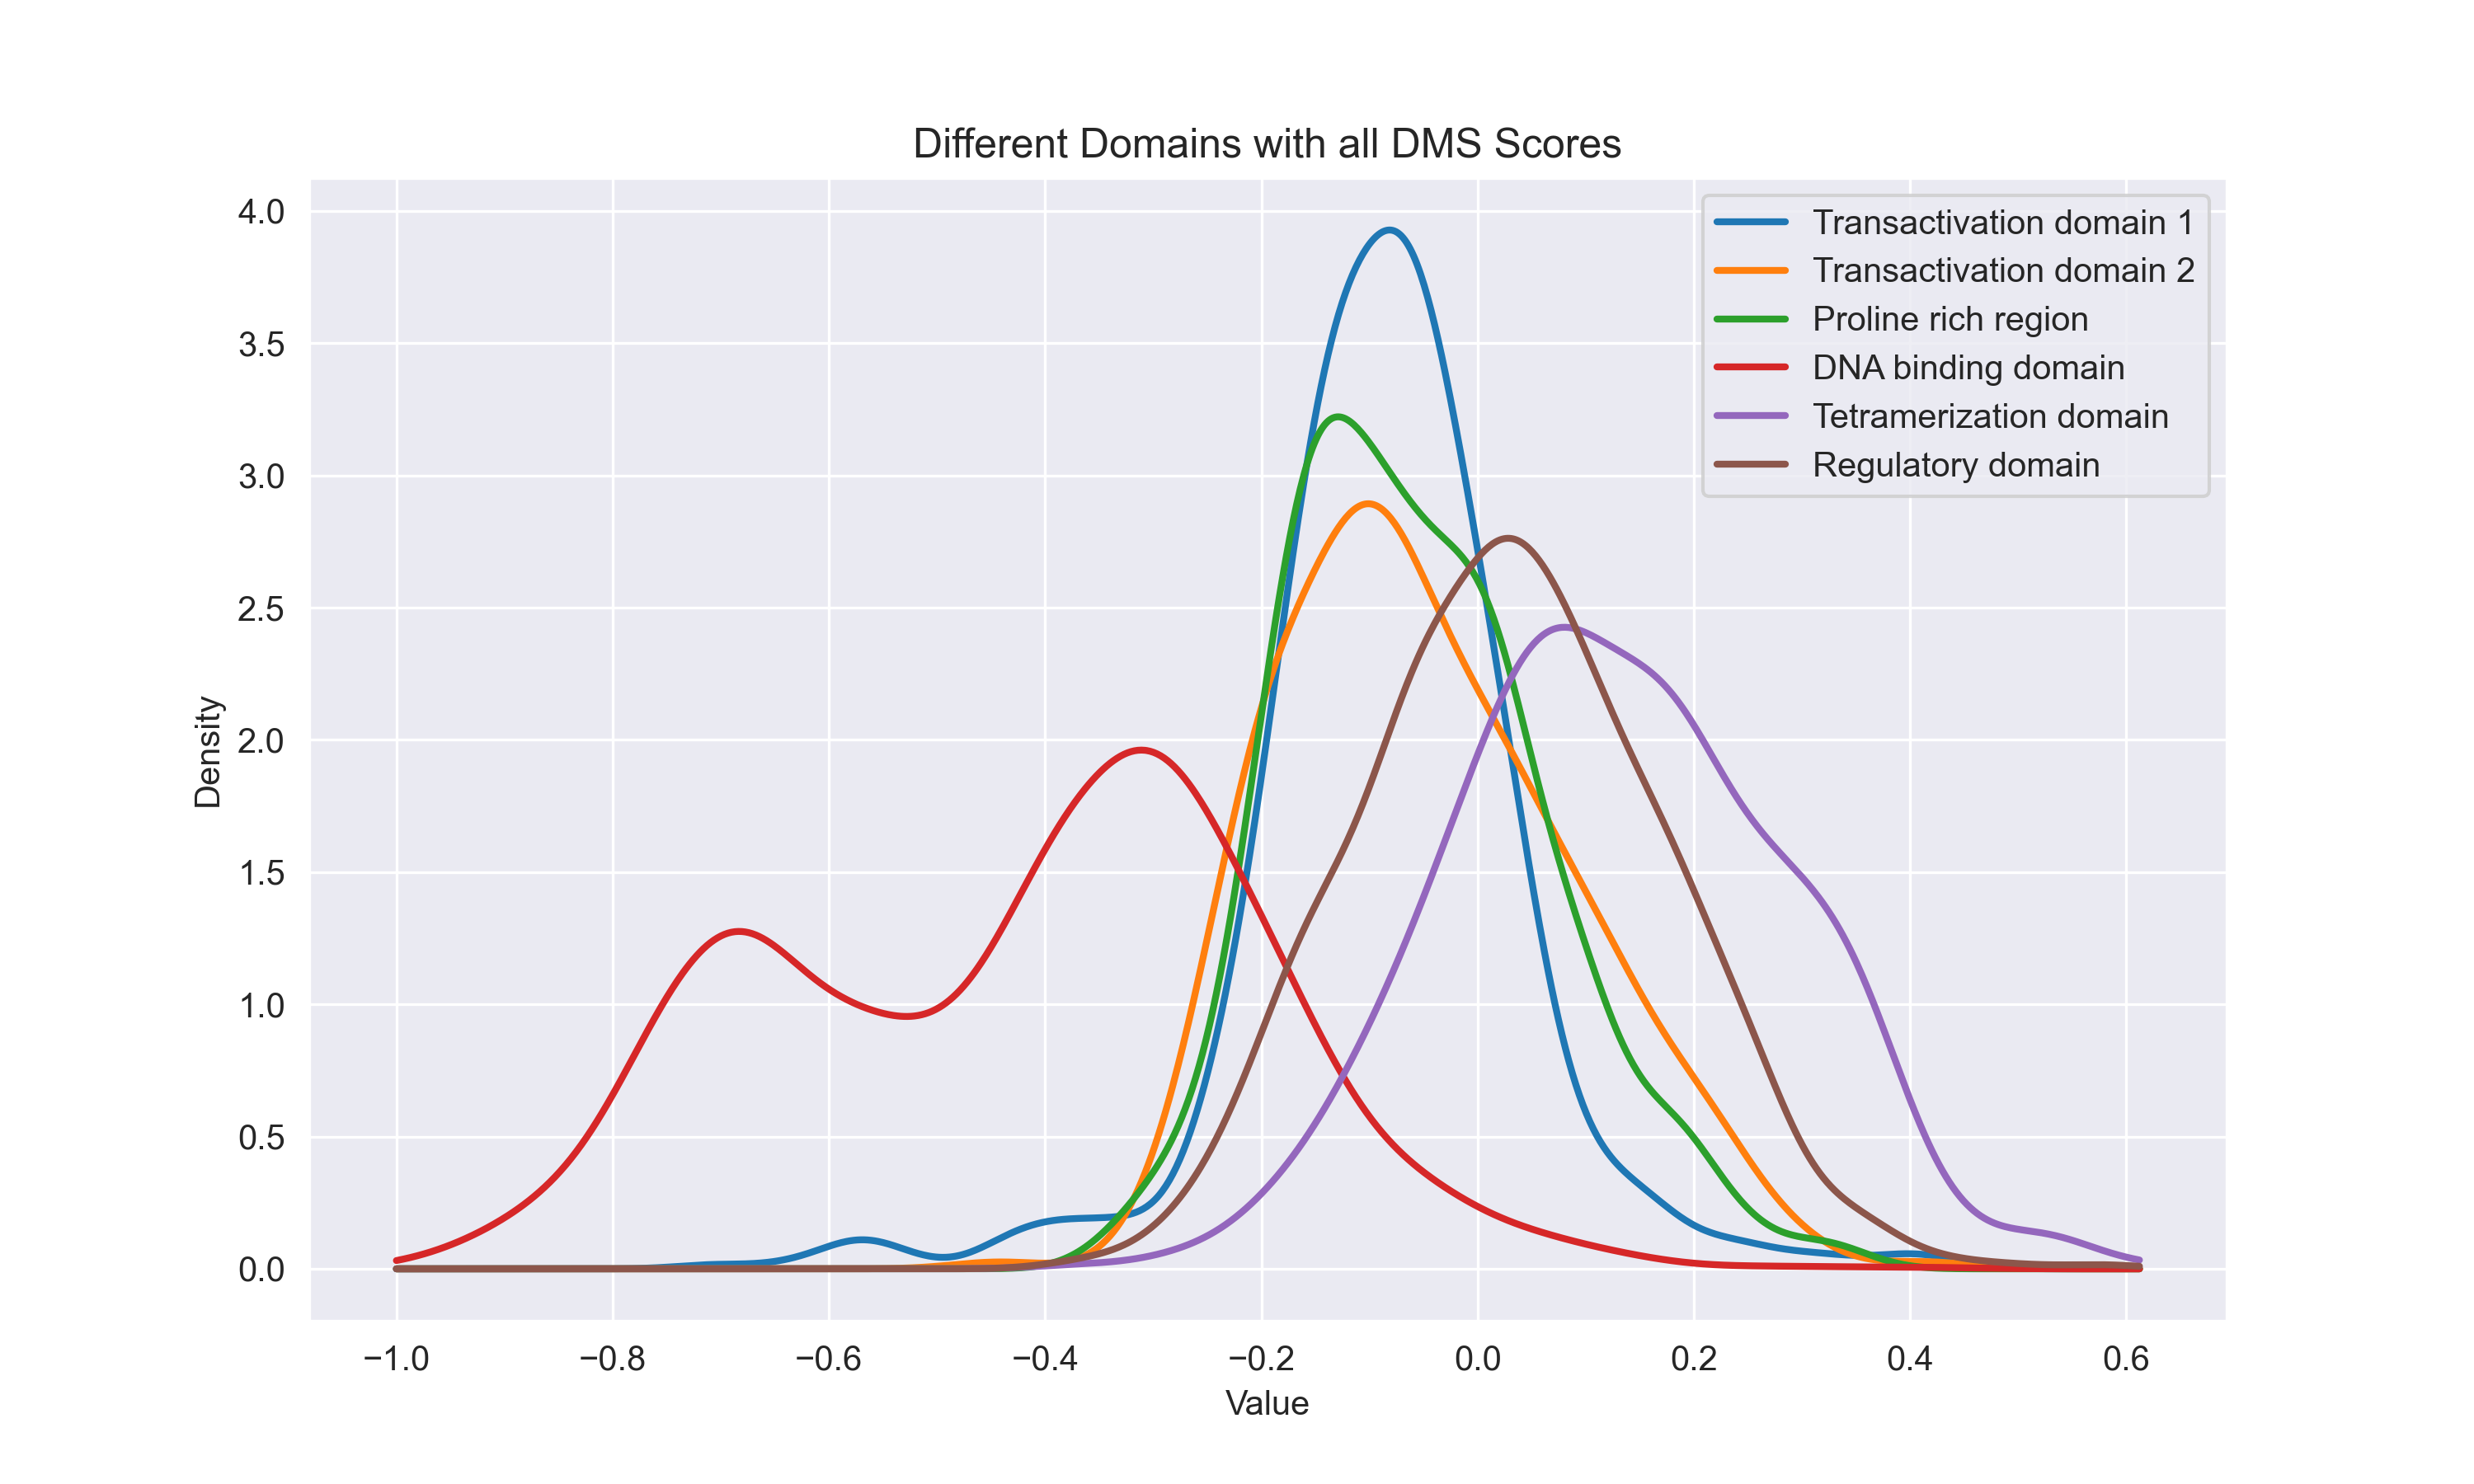 Different Domains with all DMS Scores
4.0
3.5
3.0
2.5
2.0
1.5
1.0
0.5
0.0
Density
Transactivation domain 1
Transactivation domain 2
Proline rich region
DNA binding domain
Tetramerization domain
Regulatory domain
−1.0 −0.8 −0.6 −0.4 −0.2 0.0 0.2 0.4 0.6
Value